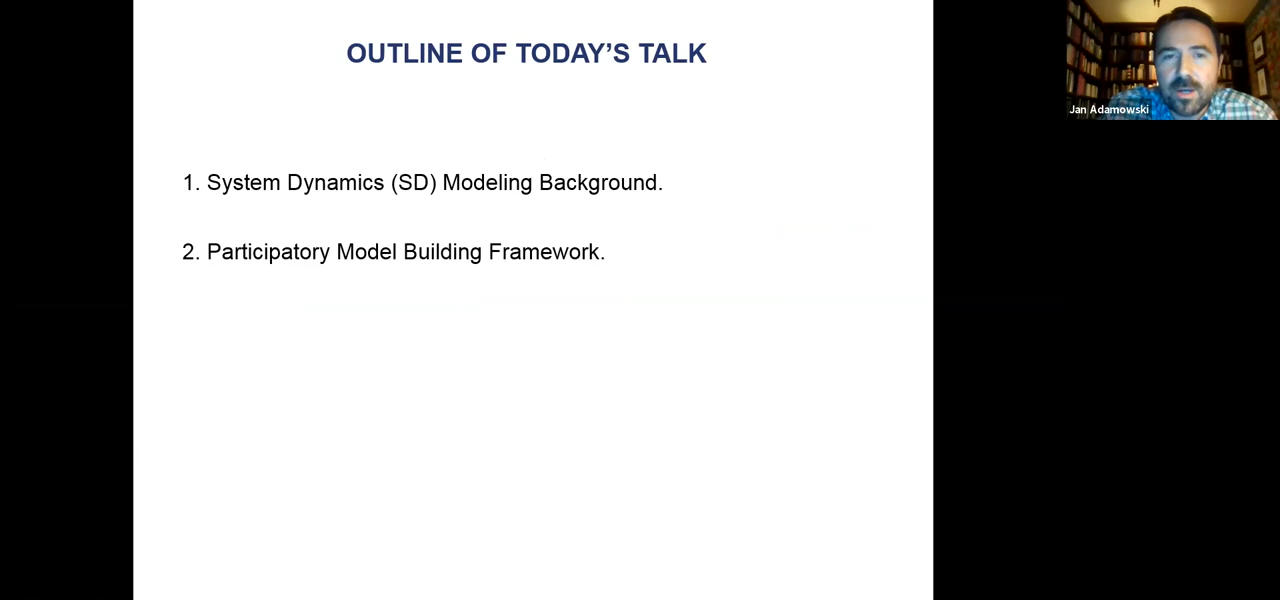 OUTLINE OF TODAY’S TALK
1. System Dynamics (SD) Modeling Background.
2. Participatory Model Building Framework.
Jan Adamowski